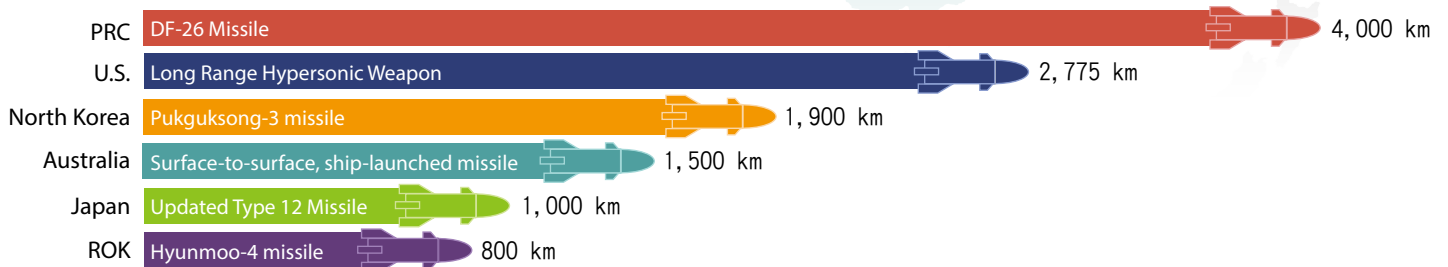 PRC DF-26 Missile 4,000 km
U.S. Long Range Hypersonic Weapon 2,775 km
North Korea Pukguksong-3 missile 1,900 km
Australia Surface-to-surface, ship-launched missile 1,500 km
Japan Updated Type 12 Missile 1,000 km
ROK Hyunmoo-4 missile 800 km